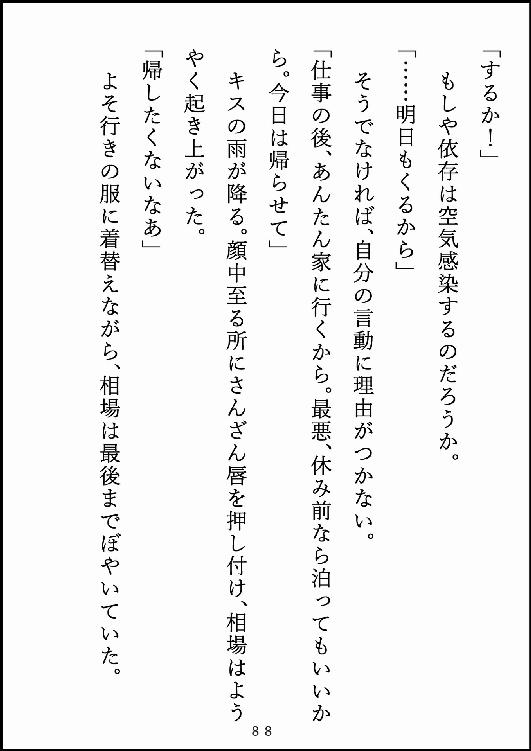 「するか！」
もしや依存は空気感染するのだろうか。
「……明日もくるから」
そうでなければ、自分の言動に理由がつかない。
「仕事の後、あんたん家に行くから。最悪、休み前なら泊ってもいいか
ら。今日は帰らせて」
キスの雨が降る。顔中至る所にさんざん唇を押し付け、相場はよう
やく起き上がった。
「帰したくないなあ」
よそ行きの服に着替えながら、相場は最後までぼやいていた。
88